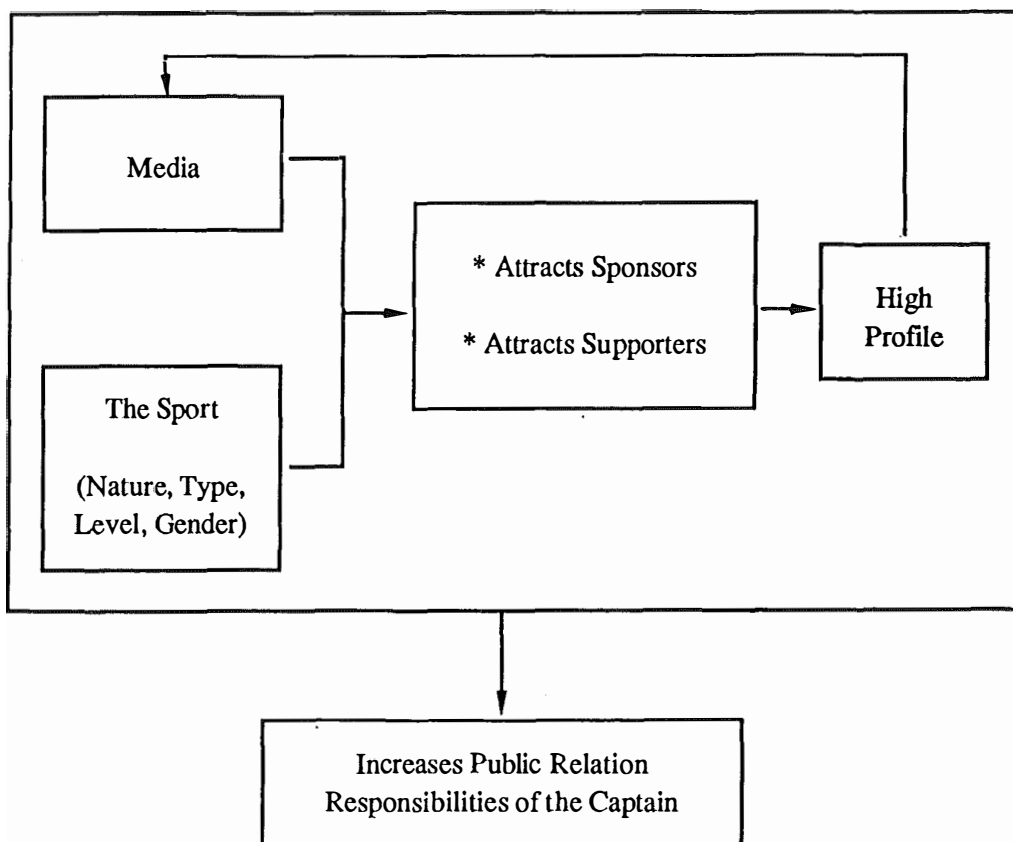 Media
* Attracts Sponsors
* Attracts Supporters
High
Profile
The Sport
(Nature, Type,
Level, Gender)
Increases Public Relation
Responsibilities of the Captain